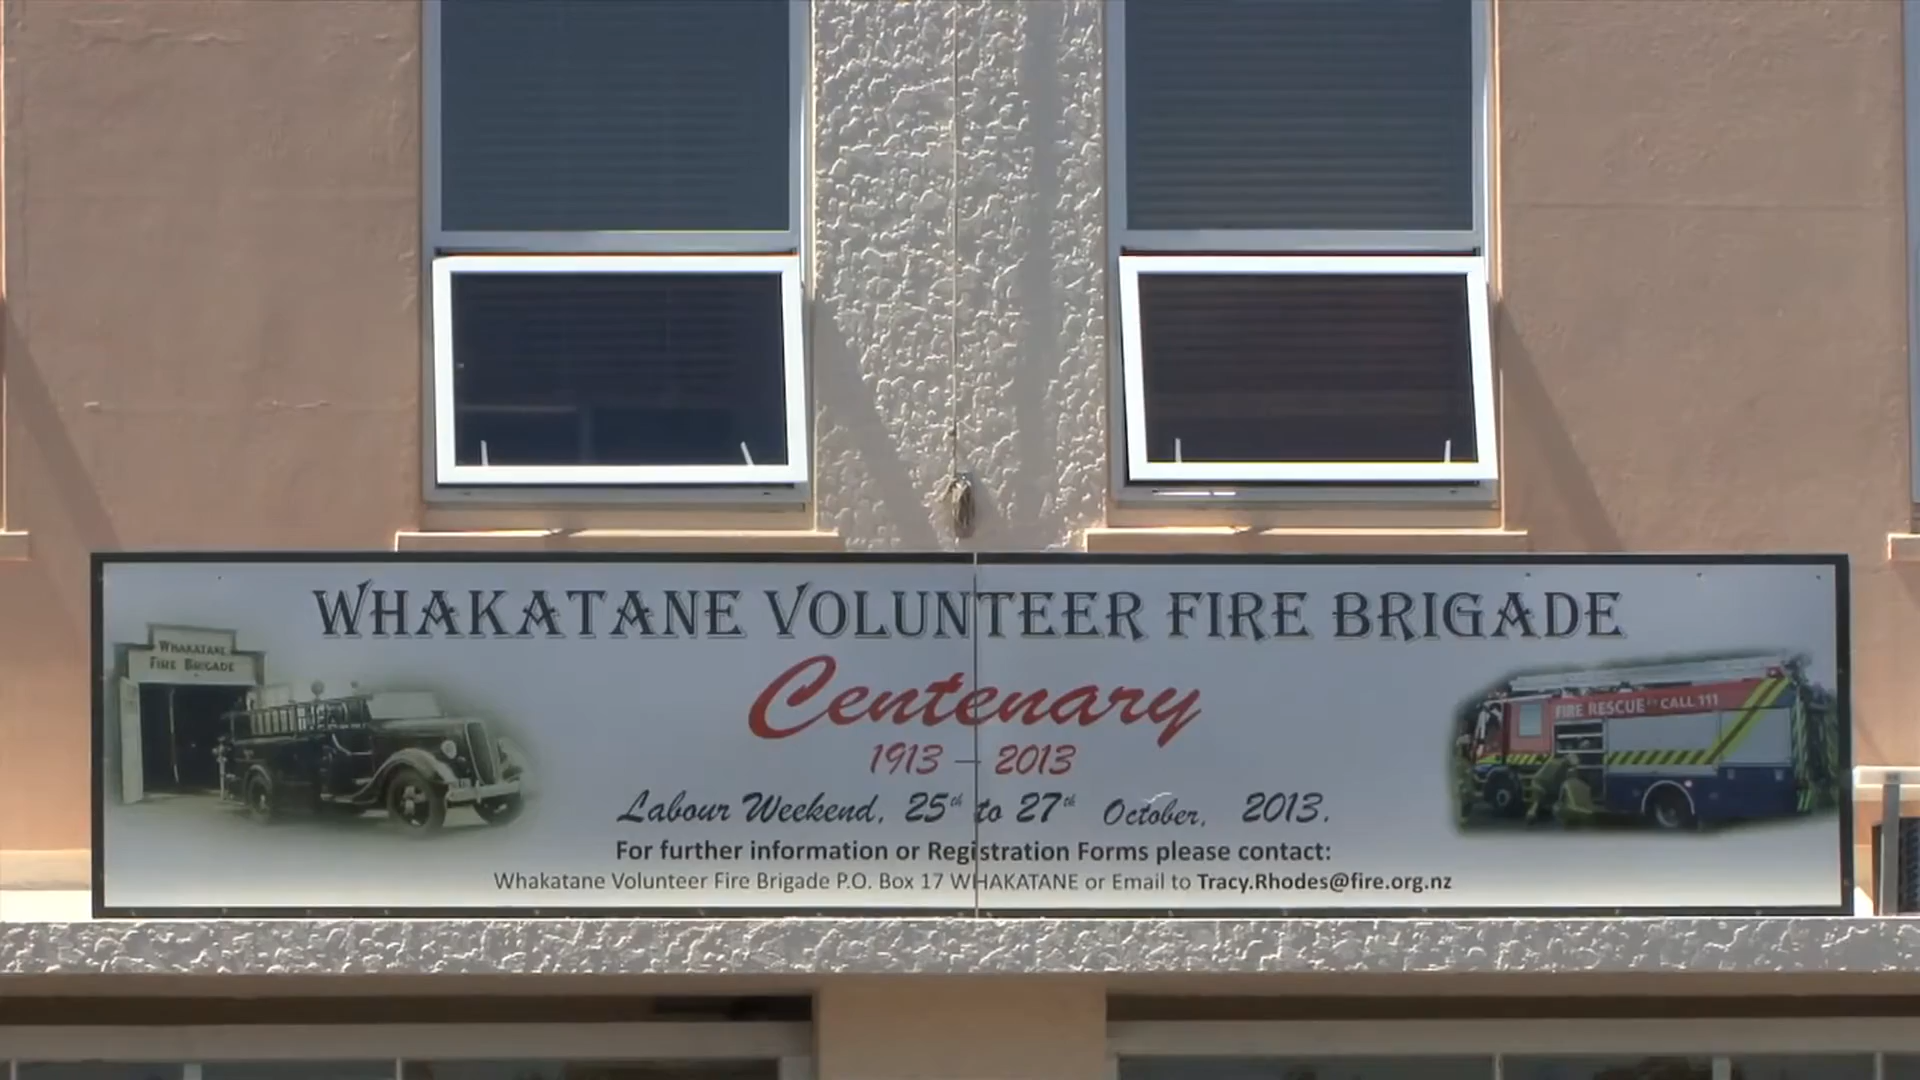 WHAKATANE VOLUNTEER FIRE BRIGADE
WHAKATANE
FIRE BRIGADE
Centenary
FIRE RESCUE CALL 111
1913 – 2013
Labour Weekend, 25th to 27th October, 2013.
For further information or Registration Forms please contact:
Whakatane Volunteer Fire Brigade P.O. Box 17 WHAKATANE or Email to Tracy.Rhodes@fire.org.nz